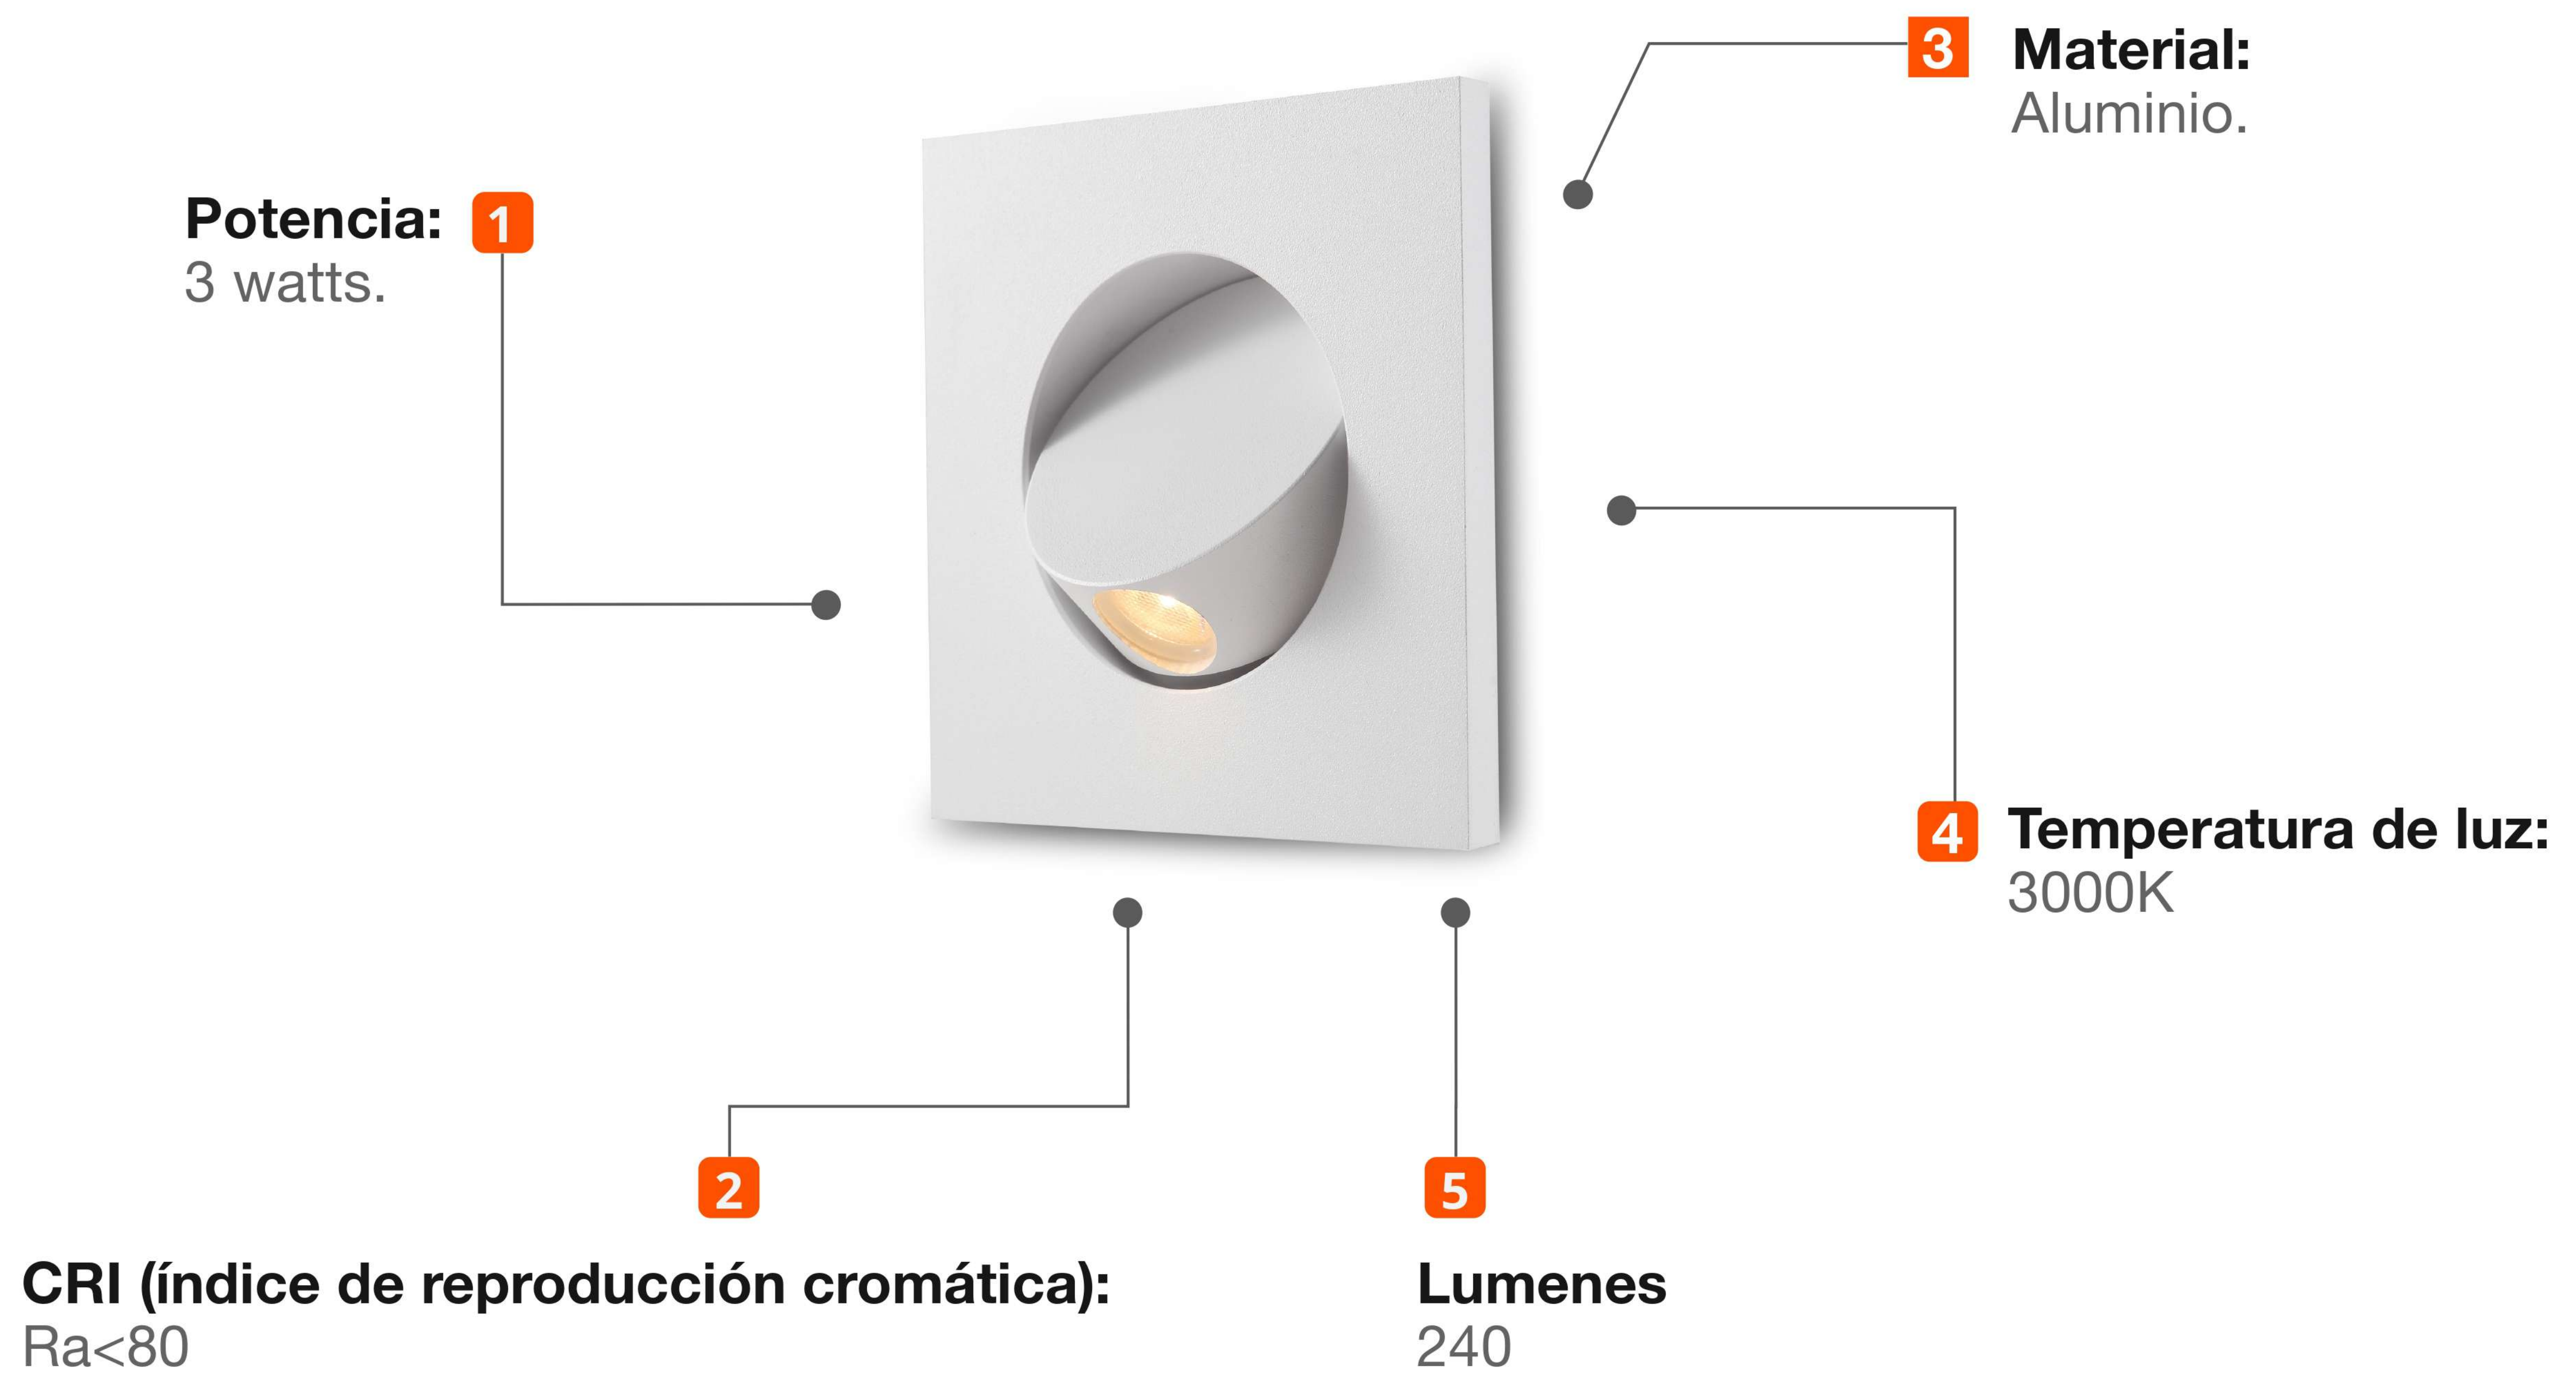 3 Material:
Aluminio.
Potencia: 1
3 watts.
4 Temperatura de luz:
3000K
2
CRI (índice de reproducción cromática):
Ra<80
5
Lumenes
240